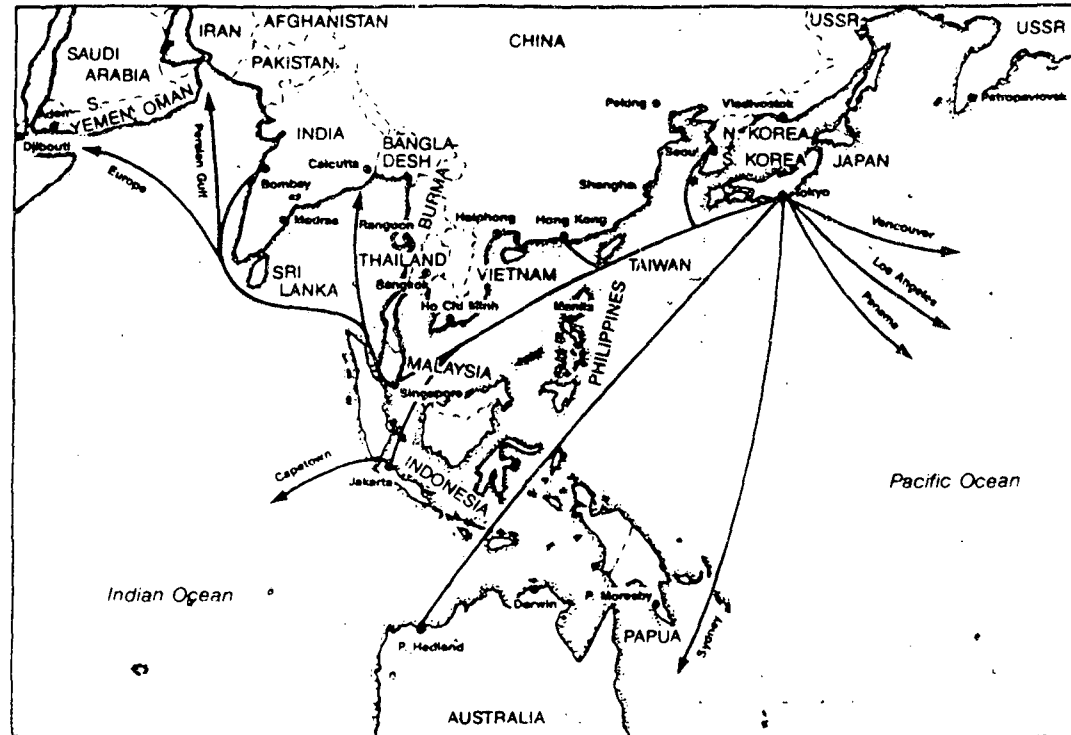 IRAN
AFGHANISTAN
CHINA
USSR
USSR
SAUDI
ARABIA
PAKISTAN
Peking
Vladivostok
Petropavlovsk
S.
YEMEN
OMAN
Aden
Djibouti
INDIA
BANGLA-
DESH
N. KOREA
Seoul
S. KOREA
JAPAN
Persian Gulf
Europe
Calcutta
Bombay
Shanghai
Tokyo
Madras
BURMA
Rangoon
Haiphong
Hong Kong
Vancouver
THAILAND
VIETNAM
TAIWAN
SRI
LANKA
Bangkok
Los Angeles
Ho Chi Minh
Manila
PHILIPPINES
Panama
MALAYSIA
Singapore
Capetown
Jakarta
INDONESIA
Pacific Ocean
Indian Ocean
Darwin
P. Moresby
PAPUA
P. Hedland
Sydney
AUSTRALIA